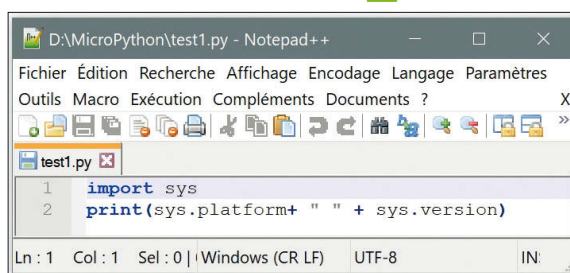 D:\MicroPython\test1.py - Notepad++
Fichier Édition Recherche Affichage Encodage Langage Paramètres
Outils Macro Exécution Compléments Documents ? X
test1.py
1 import sys
2 print(sys.platform+ " " + sys.version)
Ln : 1 Col : 1 Sel : 0 | Windows (CR LF) UTF-8 IN: